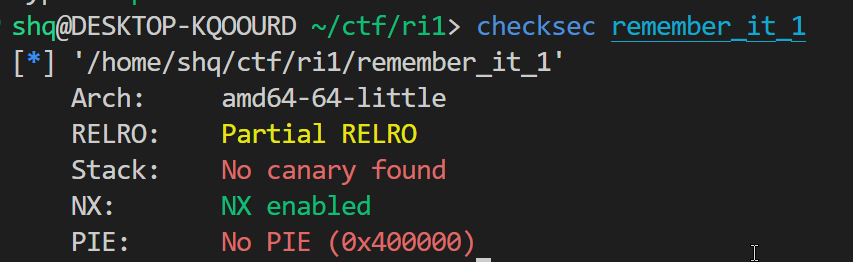 shq@DESKTOP-KQOOURD ~/ctf/ri1> checksec remember_it_1
[*] '/home/shq/ctf/ri1/remember_it_1'
Arch: amd64-64-little
RELRO: Partial RELRO
Stack: No canary found
NX: NX enabled
PIE: No PIE (0x400000)